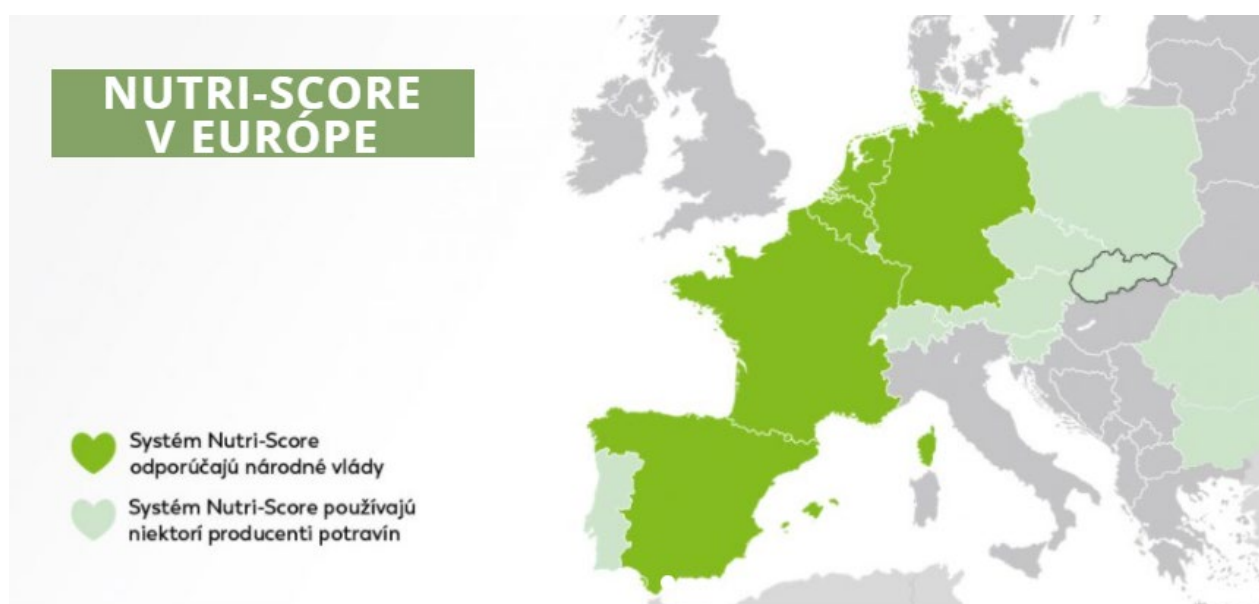 NUTRI-SCORE
V EURÓPE
Systém Nutri-Score
odporúčajú národné vlády
Systém Nutri-Score používajú
niektorí producenti potravín